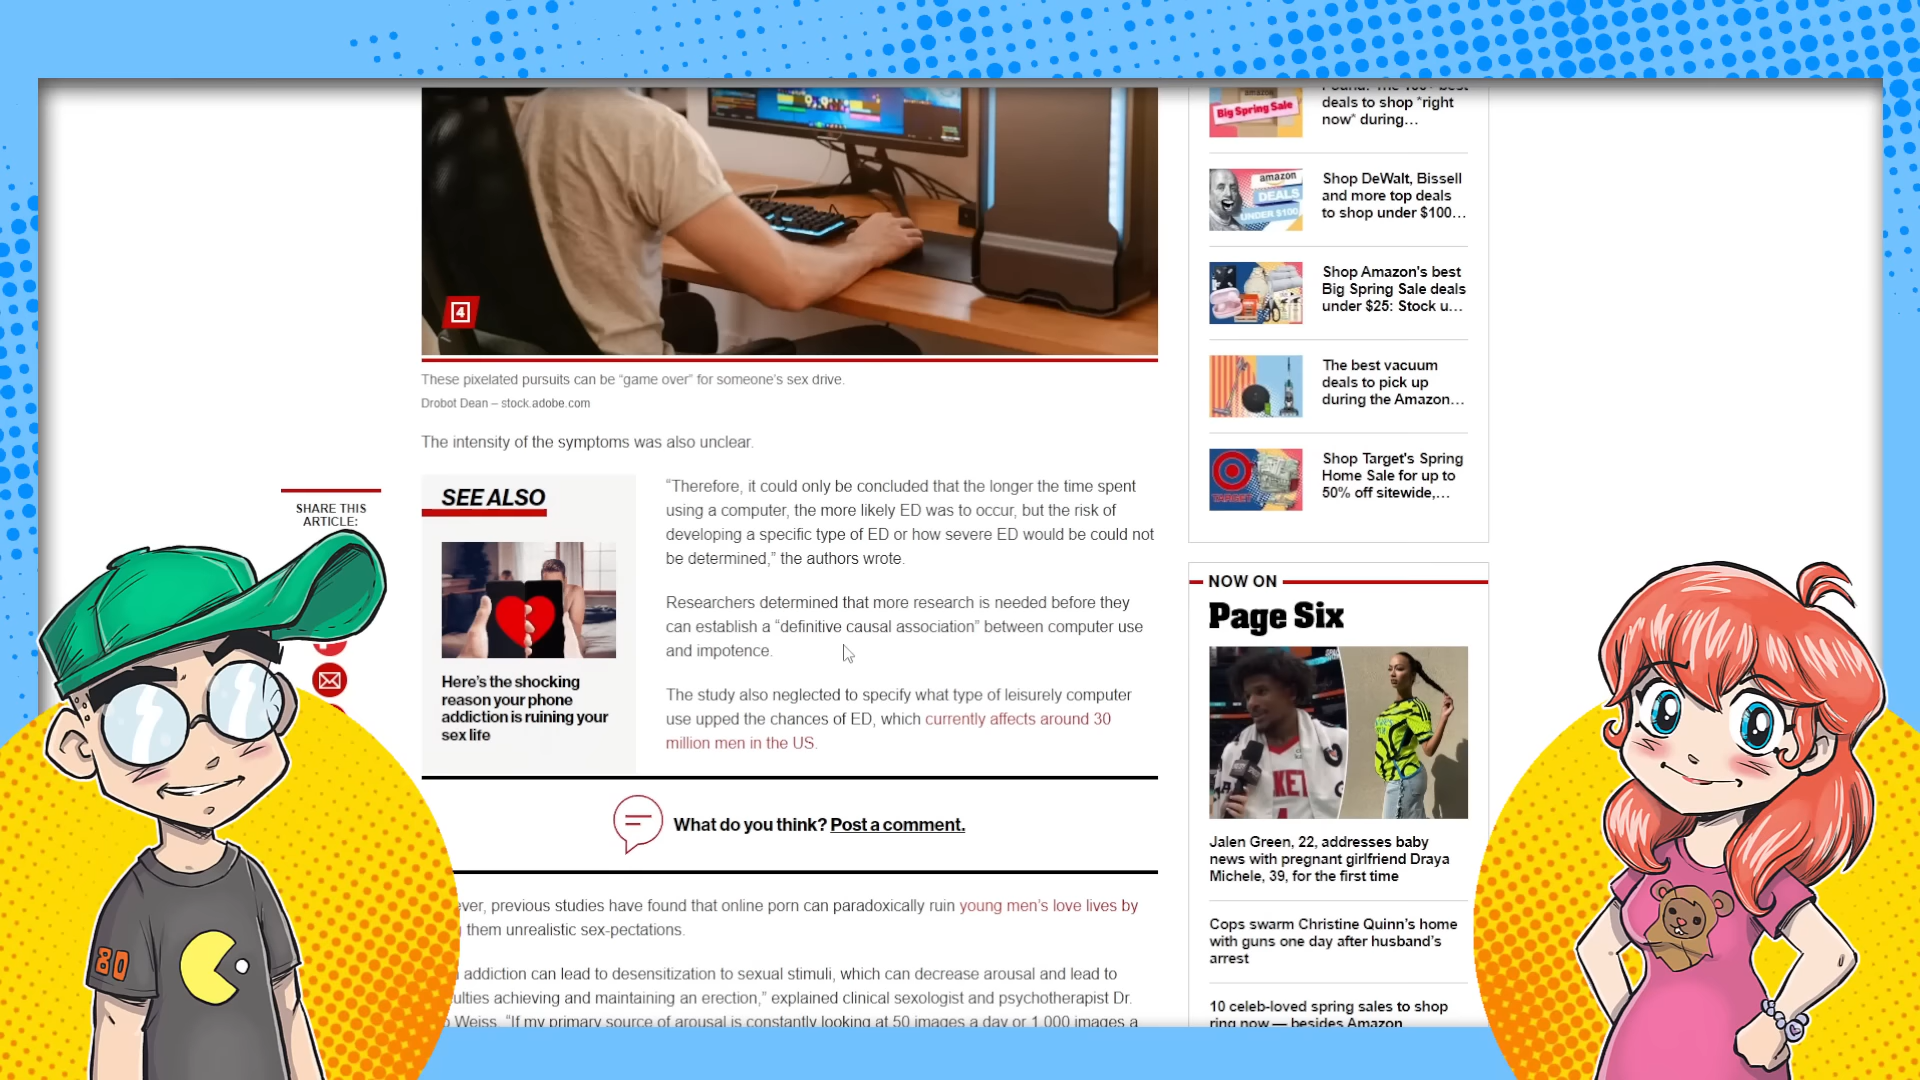 4
These pixelated pursuits can be “game over” for someone’s sex drive.
Drobot Dean – stock.adobe.com
The intensity of the symptoms was also unclear.
SHARE THIS
ARTICLE:
SEE ALSO
Here’s the shocking
reason your phone
addiction is ruining your
sex life
“Therefore, it could only be concluded that the longer the time spent
using a computer, the more likely ED was to occur, but the risk of
developing a specific type of ED or how severe ED would be could not
be determined,” the authors wrote.
Researchers determined that more research is needed before they
can establish a “definitive causal association” between computer use
and impotence.
The study also neglected to specify what type of leisurely computer
use upped the chances of ED, which currently affects around 30
million men in the US.
What do you think? Post a comment.
previous studies have found that online porn can paradoxically ruin young men’s love lives by
them unrealistic sex-pectations.
addiction can lead to desensitization to sexual stimuli, which can decrease arousal and lead to
achieving and maintaining an erection,” explained clinical sexologist and psychotherapist Dr.
Weiss. “If my primary source of arousal is constantly looking at 50 images a day or 1,000 images a
80
amazon
Big Spring Sale
deals to shop *right
now* during…
amazon
DEALS
UNDER $100
Shop DeWalt, Bissell
and more top deals
to shop under $100…
Shop Amazon's best
Big Spring Sale deals
under $25: Stock u…
The best vacuum
deals to pick up
during the Amazon…
TARGET
Shop Target's Spring
Home Sale for up to
50% off sitewide,…
NOW ON
Page Six
Jalen Green, 22, addresses baby
news with pregnant girlfriend Draya
Michele, 39, for the first time
Cops swarm Christine Quinn’s home
with guns one day after husband’s
arrest
10 celeb-loved spring sales to shop
ring now — besides Amazon